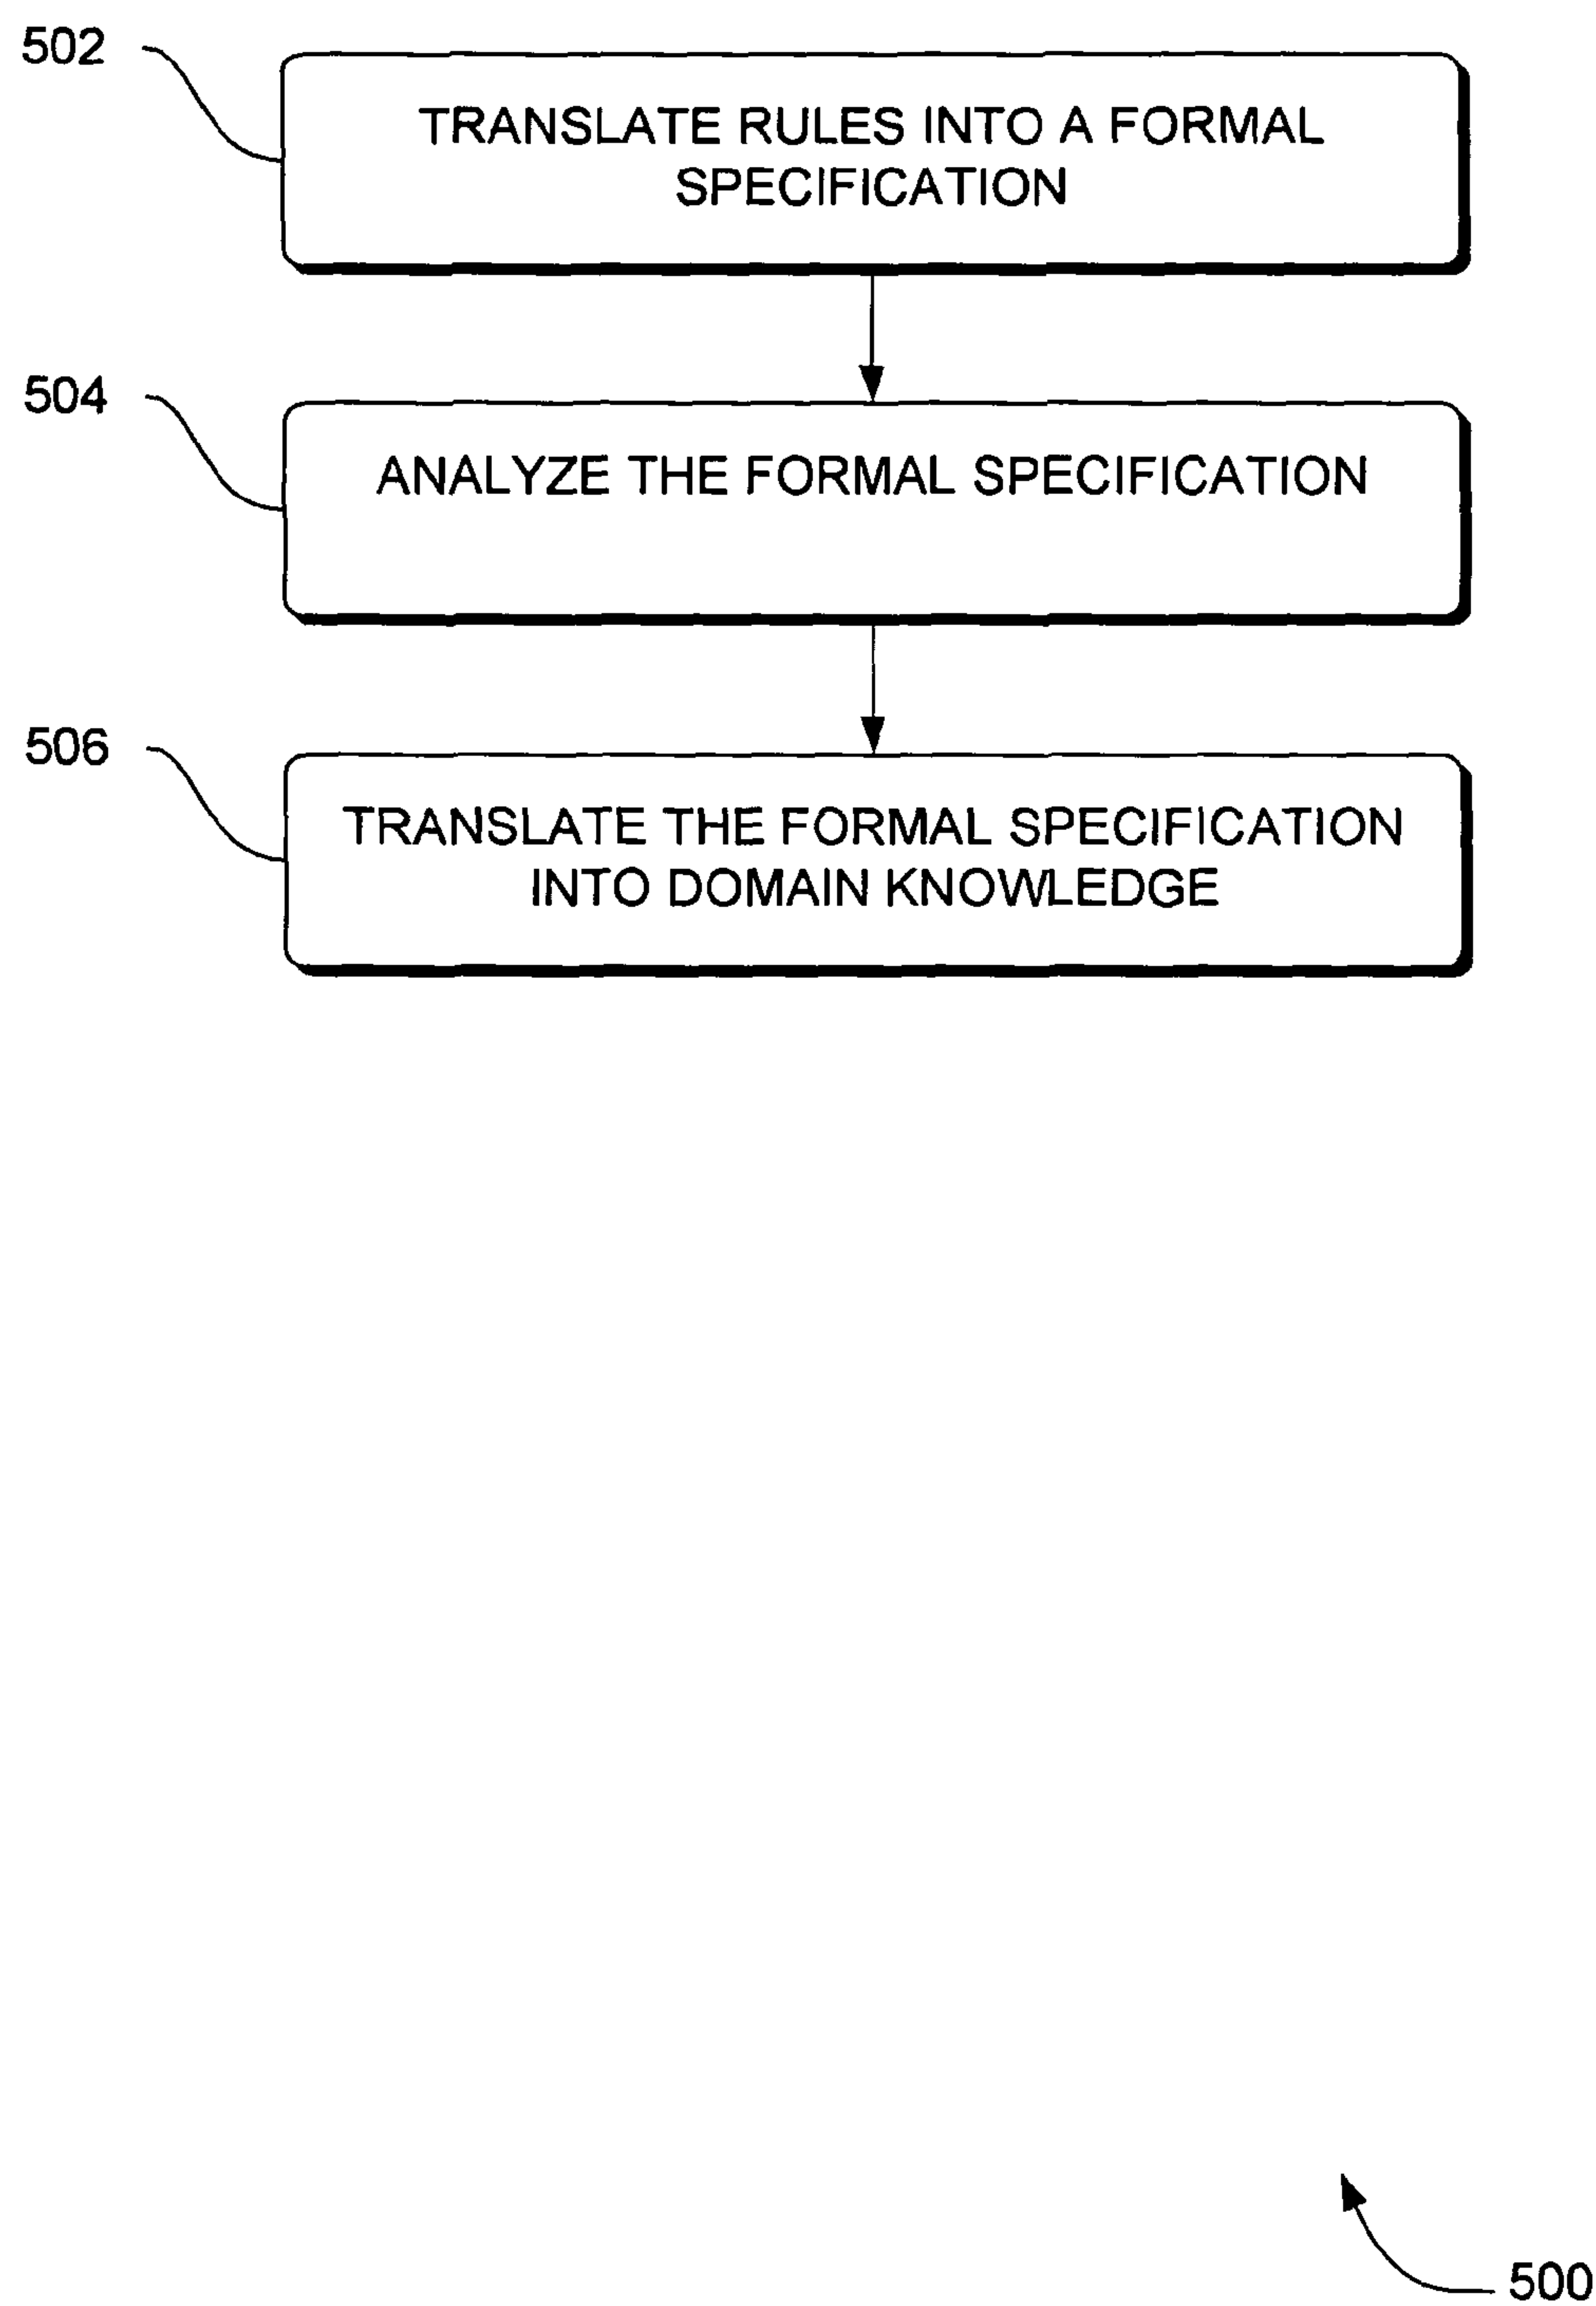 502
TRANSLATE RULES INTO A FORMAL
SPECIFICATION
504
ANALYZE THE FORMAL SPECIFICATION
506
TRANSLATE THE FORMAL SPECIFICATION
INTO DOMAIN KNOWLEDGE
500